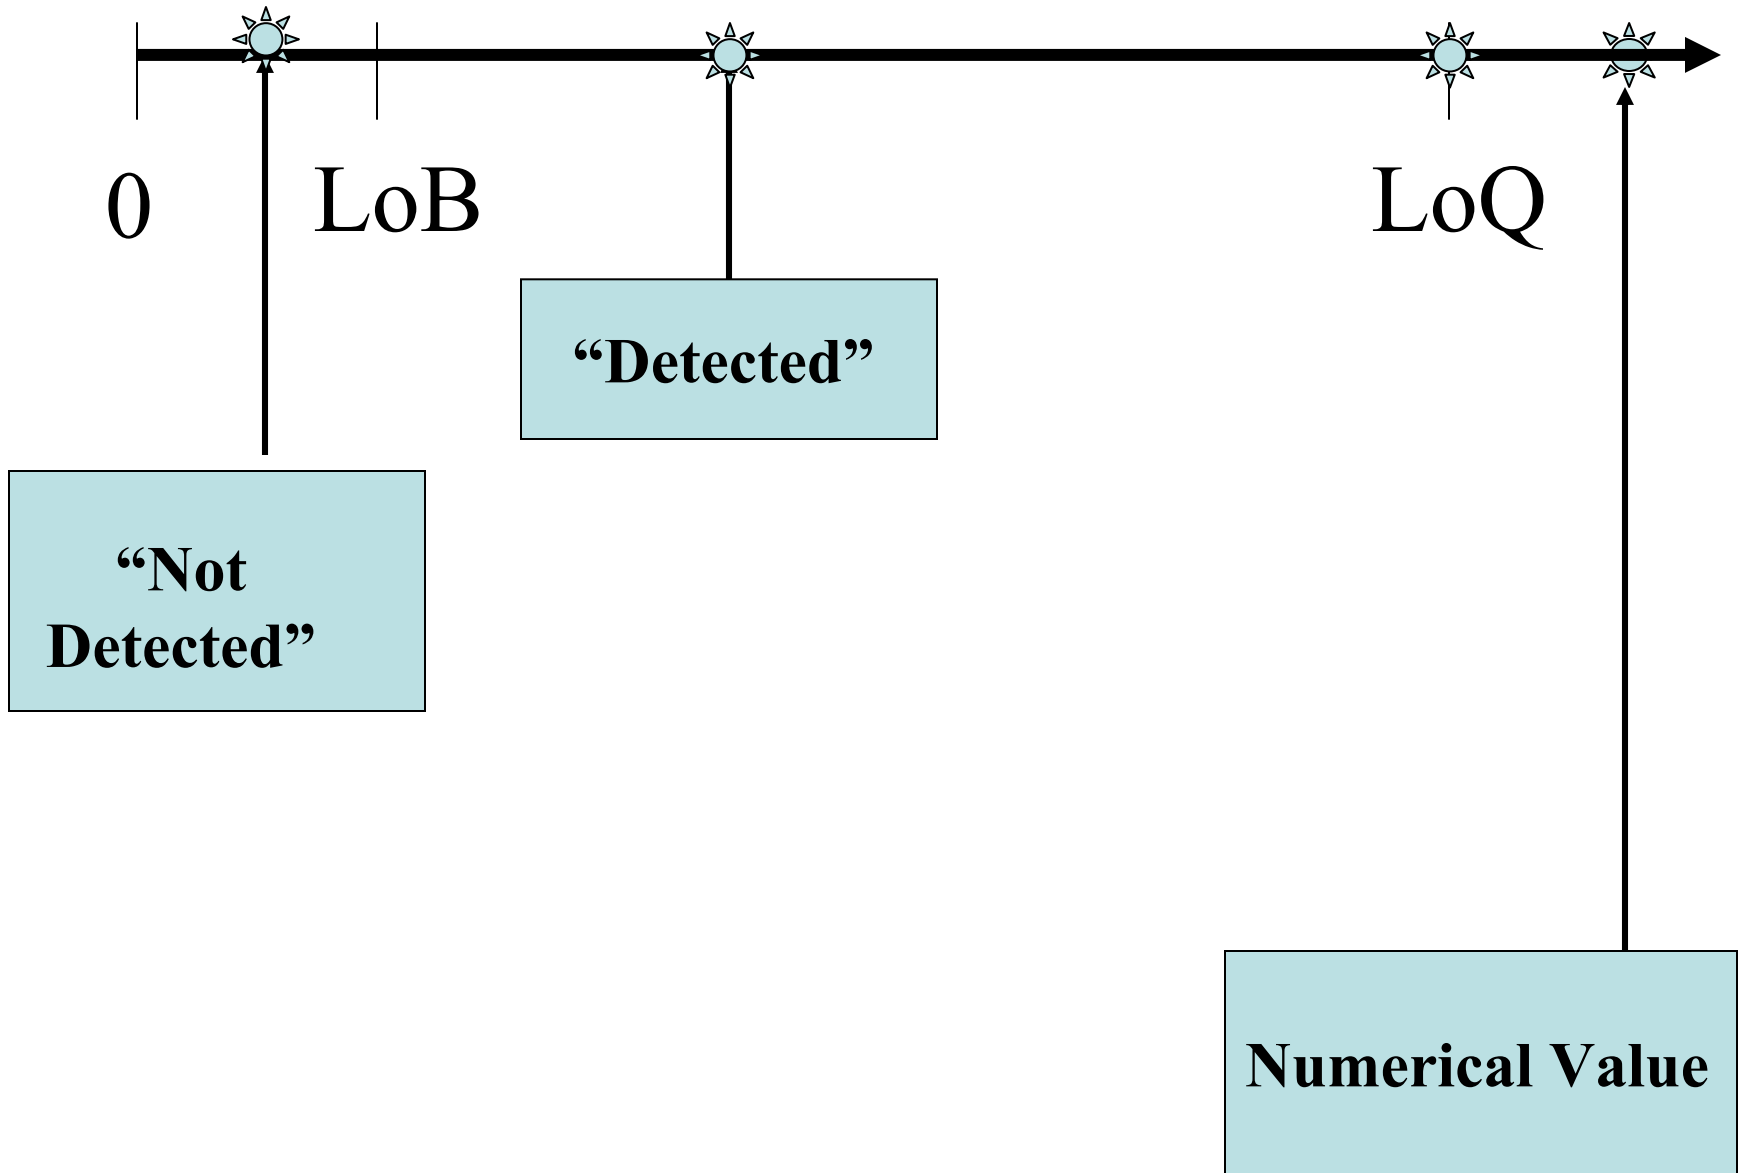 0
LoB
LoQ
“Detected”
“Not
Detected”
Numerical Value